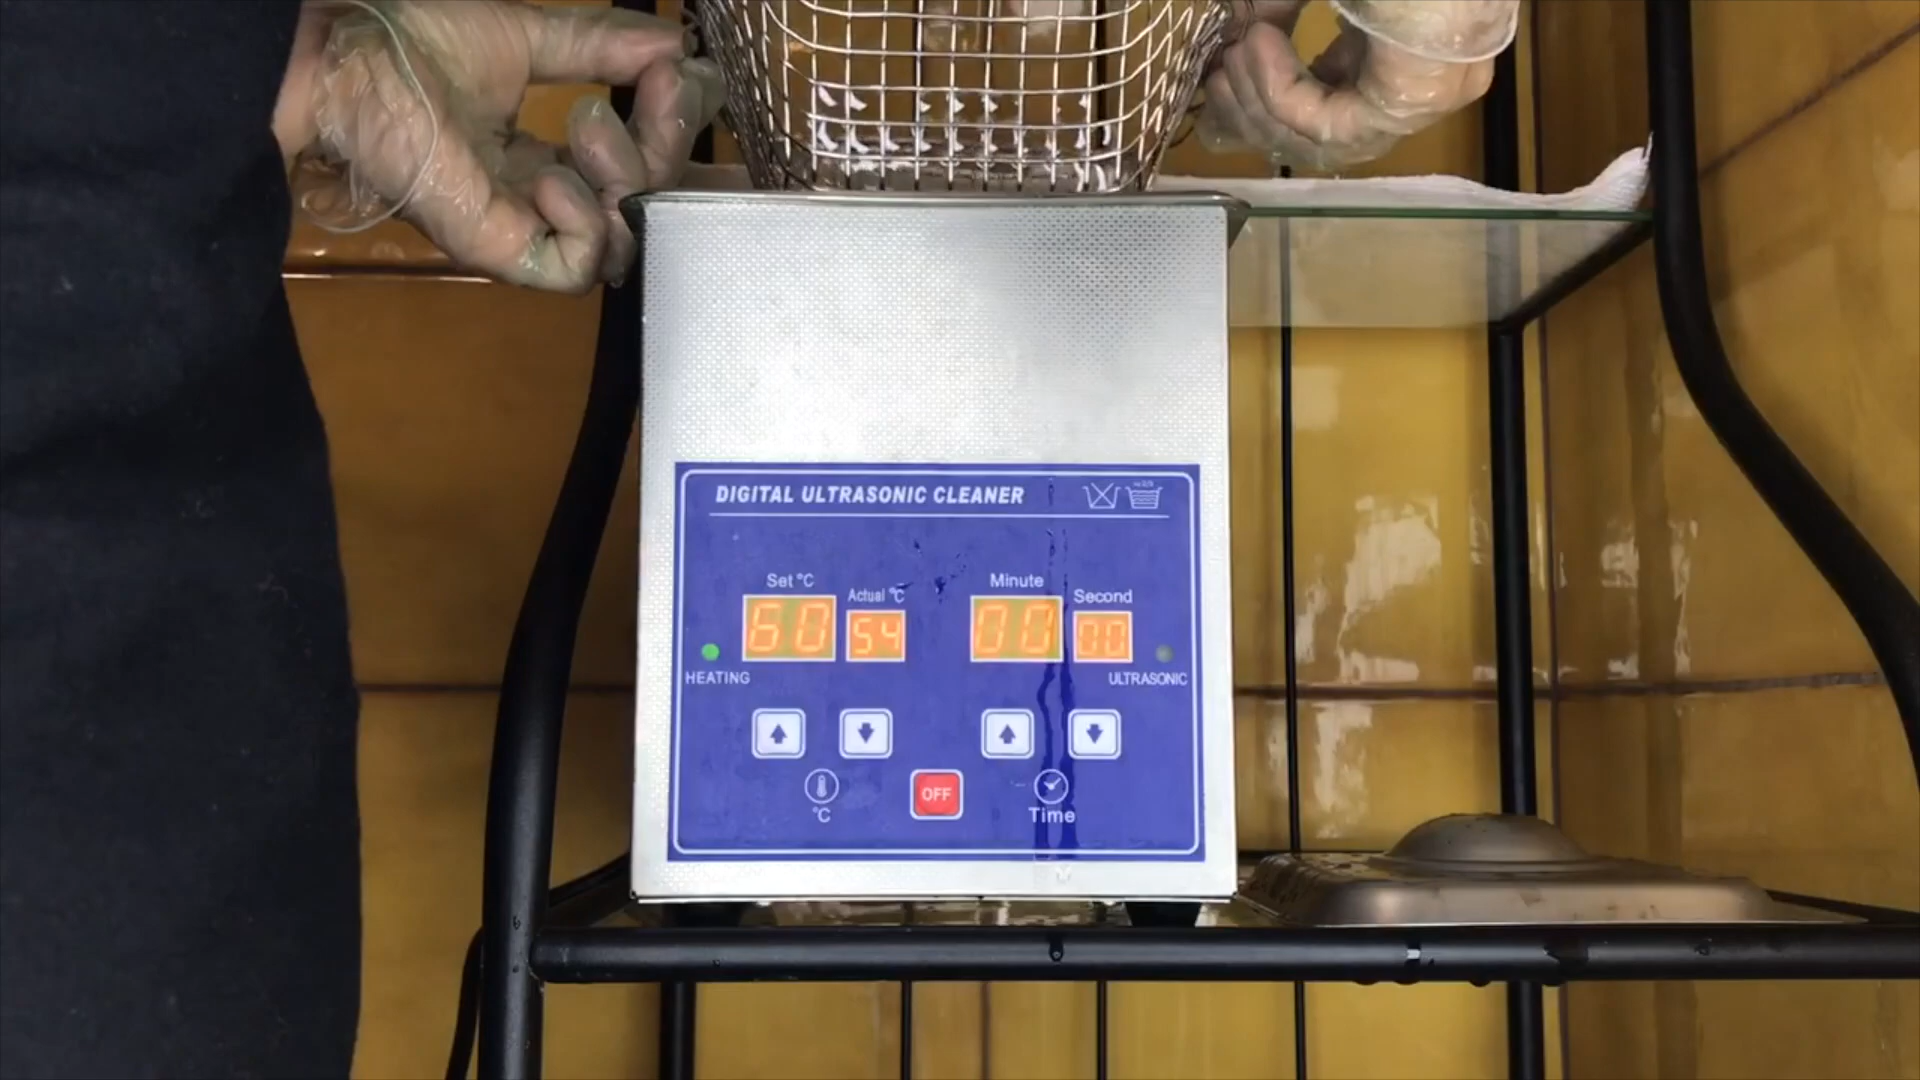 DIGITAL ULTRASONIC CLEANER
Set °C
Actual °C
Minute
Second
60
54
00
00
HEATING
ULTRASONIC
OFF
°C
Time